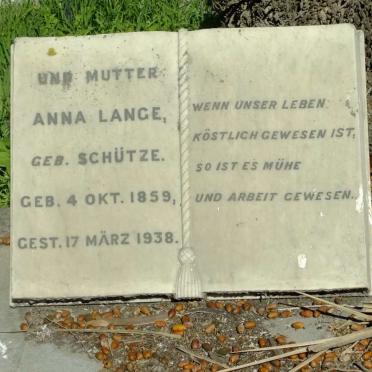 UND MUTTER
ANNA LANGE,
GEB. SCHÜTZE.
GEB. 4 OKT. 1859,
GEST. 17 MÄRZ 1938.
WENN UNSER LEBEN
KÖSTLICH GEWESEN IST,
SO IST ES MÜHE
UND ARBEIT GEWESEN.